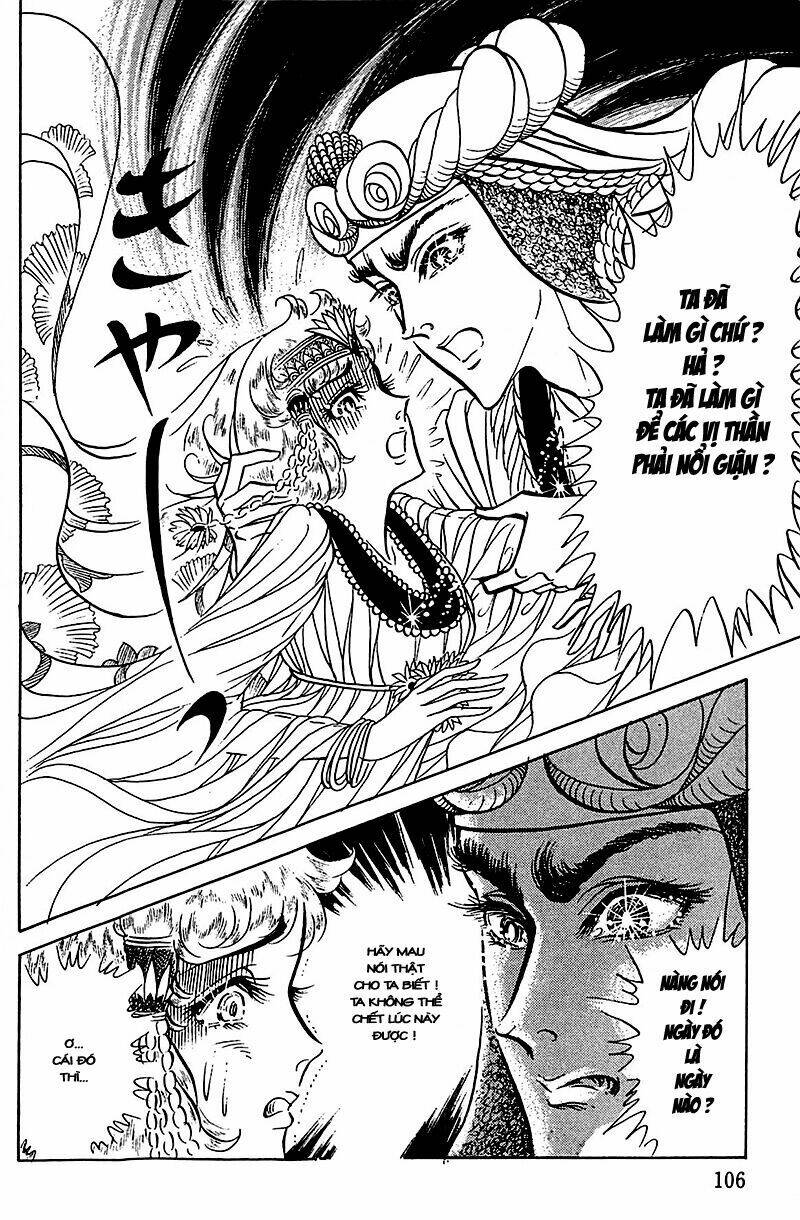 TA ĐÃ
LÀM GÌ CHỨ ?
HẢ ?
TA ĐÃ LÀM GÌ
ĐỂ CÁC VỊ THẦN
PHẢI NỔI GIẬN ?
きゃーっ
NÀNG NÓI
ĐI !
NGÀY ĐÓ
LÀ
NGÀY
NÀO ?
HÃY MAU
NÓI THẬT
CHO TA BIẾT !
TA KHÔNG THỂ
CHẾT LÚC NÀY
ĐƯỢC !
Ơ...
CÁI ĐÓ
THÌ...
106